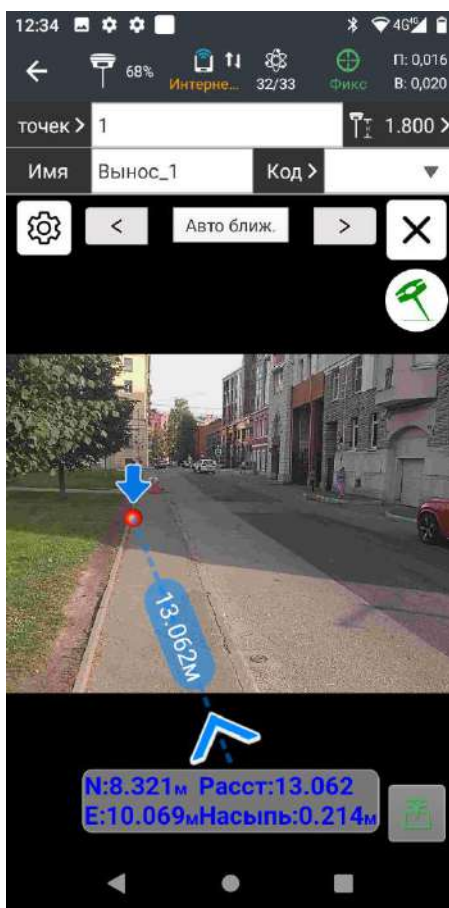 12:34 4G
68% Интерне... 32/33 Фикс П: 0,016
В: 0,020
точек > 1 1.800 >
Имя Вынос_1 Код >
< Авто ближ. >
13.062м
N:8.321м Расст:13.062
E:10.069мНасыпь:0.214м